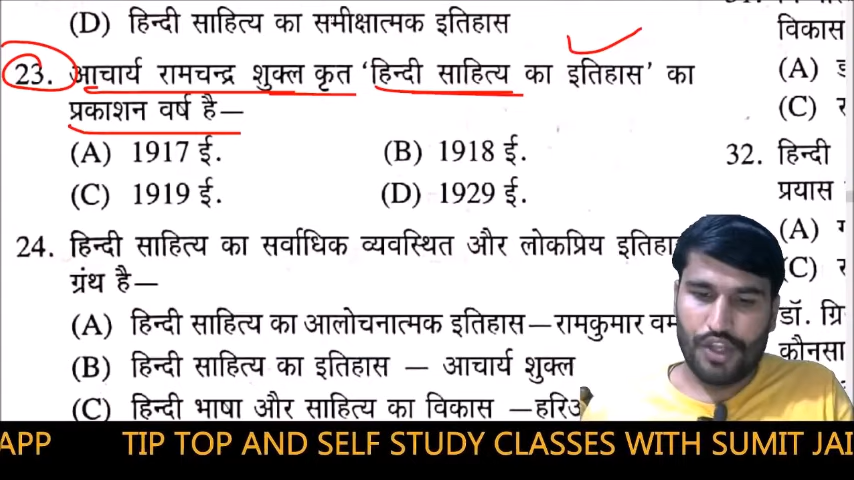 (D) हिन्दी साहित्य का समीक्षात्मक इतिहास
23. आचार्य रामचन्द्र शुक्ल कृत 'हिन्दी साहित्य का इतिहास' का
प्रकाशन वर्ष है—
(A) 1917 ई. (B) 1918 ई.
(C) 1919 ई. (D) 1929 ई.
24. हिन्दी साहित्य का सर्वाधिक व्यवस्थित और लोकप्रिय
ग्रंथ है—
(A) हिन्दी साहित्य का आलोचनात्मक इतिहास—रामकुमार
(B) हिन्दी साहित्य का इतिहास — आचार्य शुक्ल
(C) हिन्दी भाषा और साहित्य का विकास
विकास
(A)
(C)
32. हिन्दी
प्रयास
(A)
(C)
डॉ.
कौनसा
APP TIP TOP AND SELF STUDY CLASSES WITH SUMIT